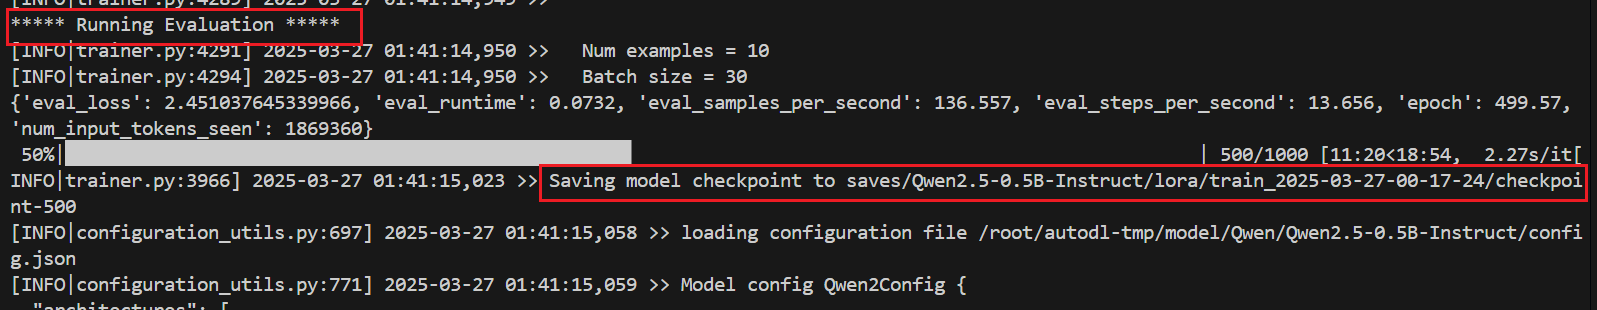 [INFO|trainer.py:4289] 2025-03-27 01:41:14,949 >>
***** Running Evaluation *****
[INFO|trainer.py:4291] 2025-03-27 01:41:14,950 >>   Num examples = 10
[INFO|trainer.py:4294] 2025-03-27 01:41:14,950 >>   Batch size = 30
{'eval_loss': 2.451037645339966, 'eval_runtime': 0.0732, 'eval_samples_per_second': 136.557, 'eval_steps_per_second': 13.656, 'epoch': 499.57,
'num_input_tokens_seen': 1869360}
50%| | 500/1000 [11:20<18:54,  2.27s/it[
INFO|trainer.py:3966] 2025-03-27 01:41:15,023 >> Saving model checkpoint to saves/Qwen2.5-0.5B-Instruct/lora/train_2025-03-27-00-17-24/checkpoi
nt-500
[INFO|configuration_utils.py:697] 2025-03-27 01:41:15,058 >> loading configuration file /root/autodl-tmp/model/Qwen/Qwen2.5-0.5B-Instruct/confi
g.json
[INFO|configuration_utils.py:771] 2025-03-27 01:41:15,059 >> Model config Qwen2Config {
"architectures": [